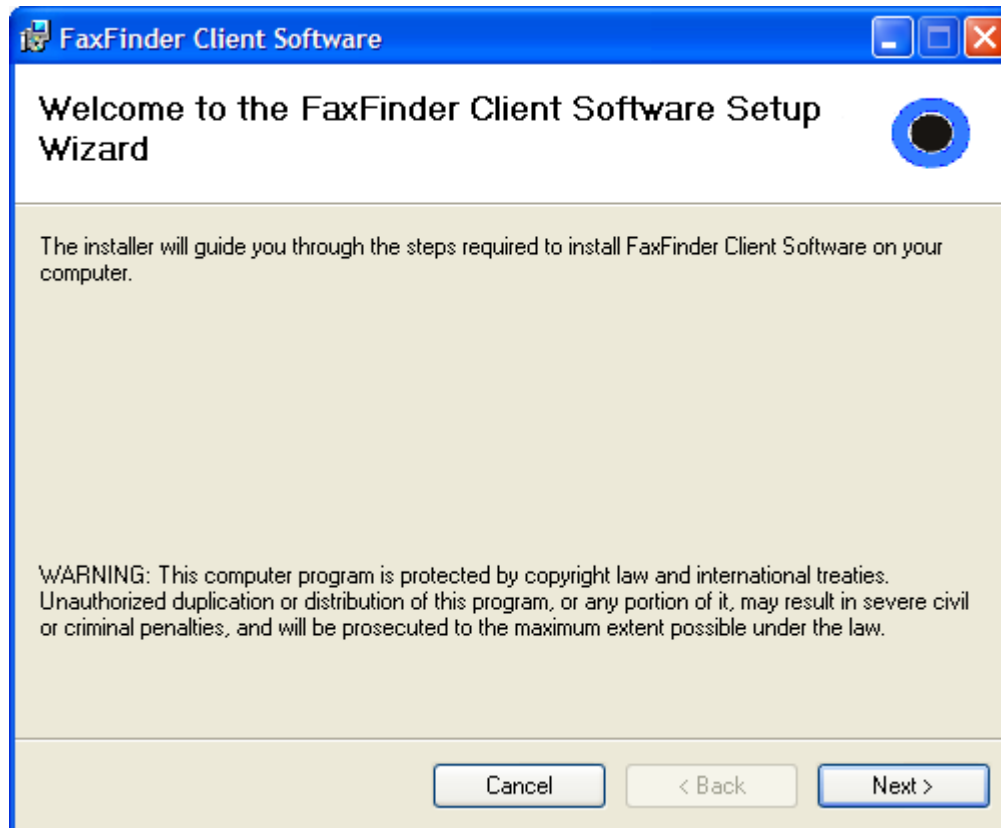 FaxFinder Client Software
Welcome to the FaxFinder Client Software Setup
Wizard
The installer will guide you through the steps required to install FaxFinder Client Software on your
computer.
WARNING: This computer program is protected by copyright law and international treaties.
Unauthorized duplication or distribution of this program, or any portion of it, may result in severe civil
or criminal penalties, and will be prosecuted to the maximum extent possible under the law.
Cancel
< Back
Next >